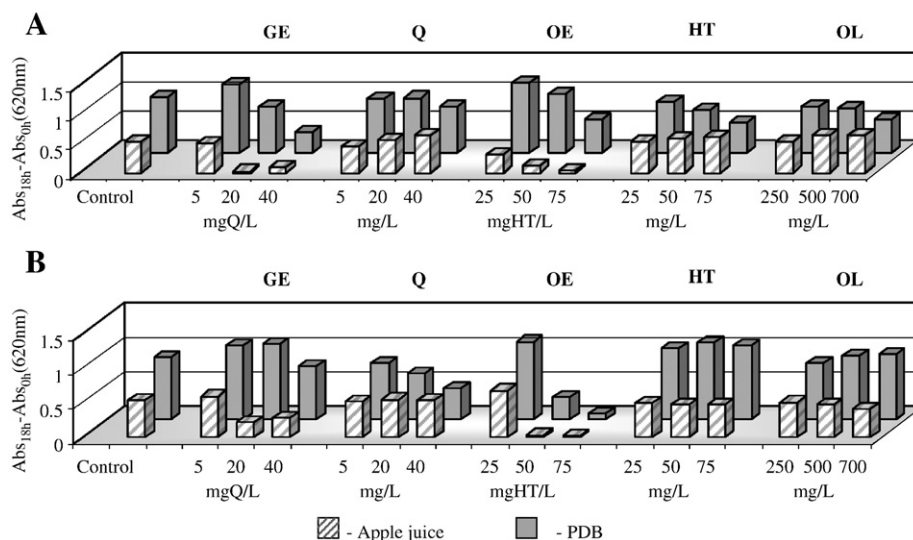 A
GE Q OE HT OL
Abs18h-Abs0h(620nm)
1.5
1
0.5
0
Control 5 20 40 5 20 40 25 50 75 25 50 75 250 500 700
mgQ/L mg/L mgHT/L mg/L mg/L
B
GE Q OE HT OL
Abs18h-Abs0h(620nm)
1.5
1
0.5
0
Control 5 20 40 5 20 40 25 50 75 25 50 75 250 500 700
mgQ/L mg/L mgHT/L mg/L mg/L
- Apple juice - PDB